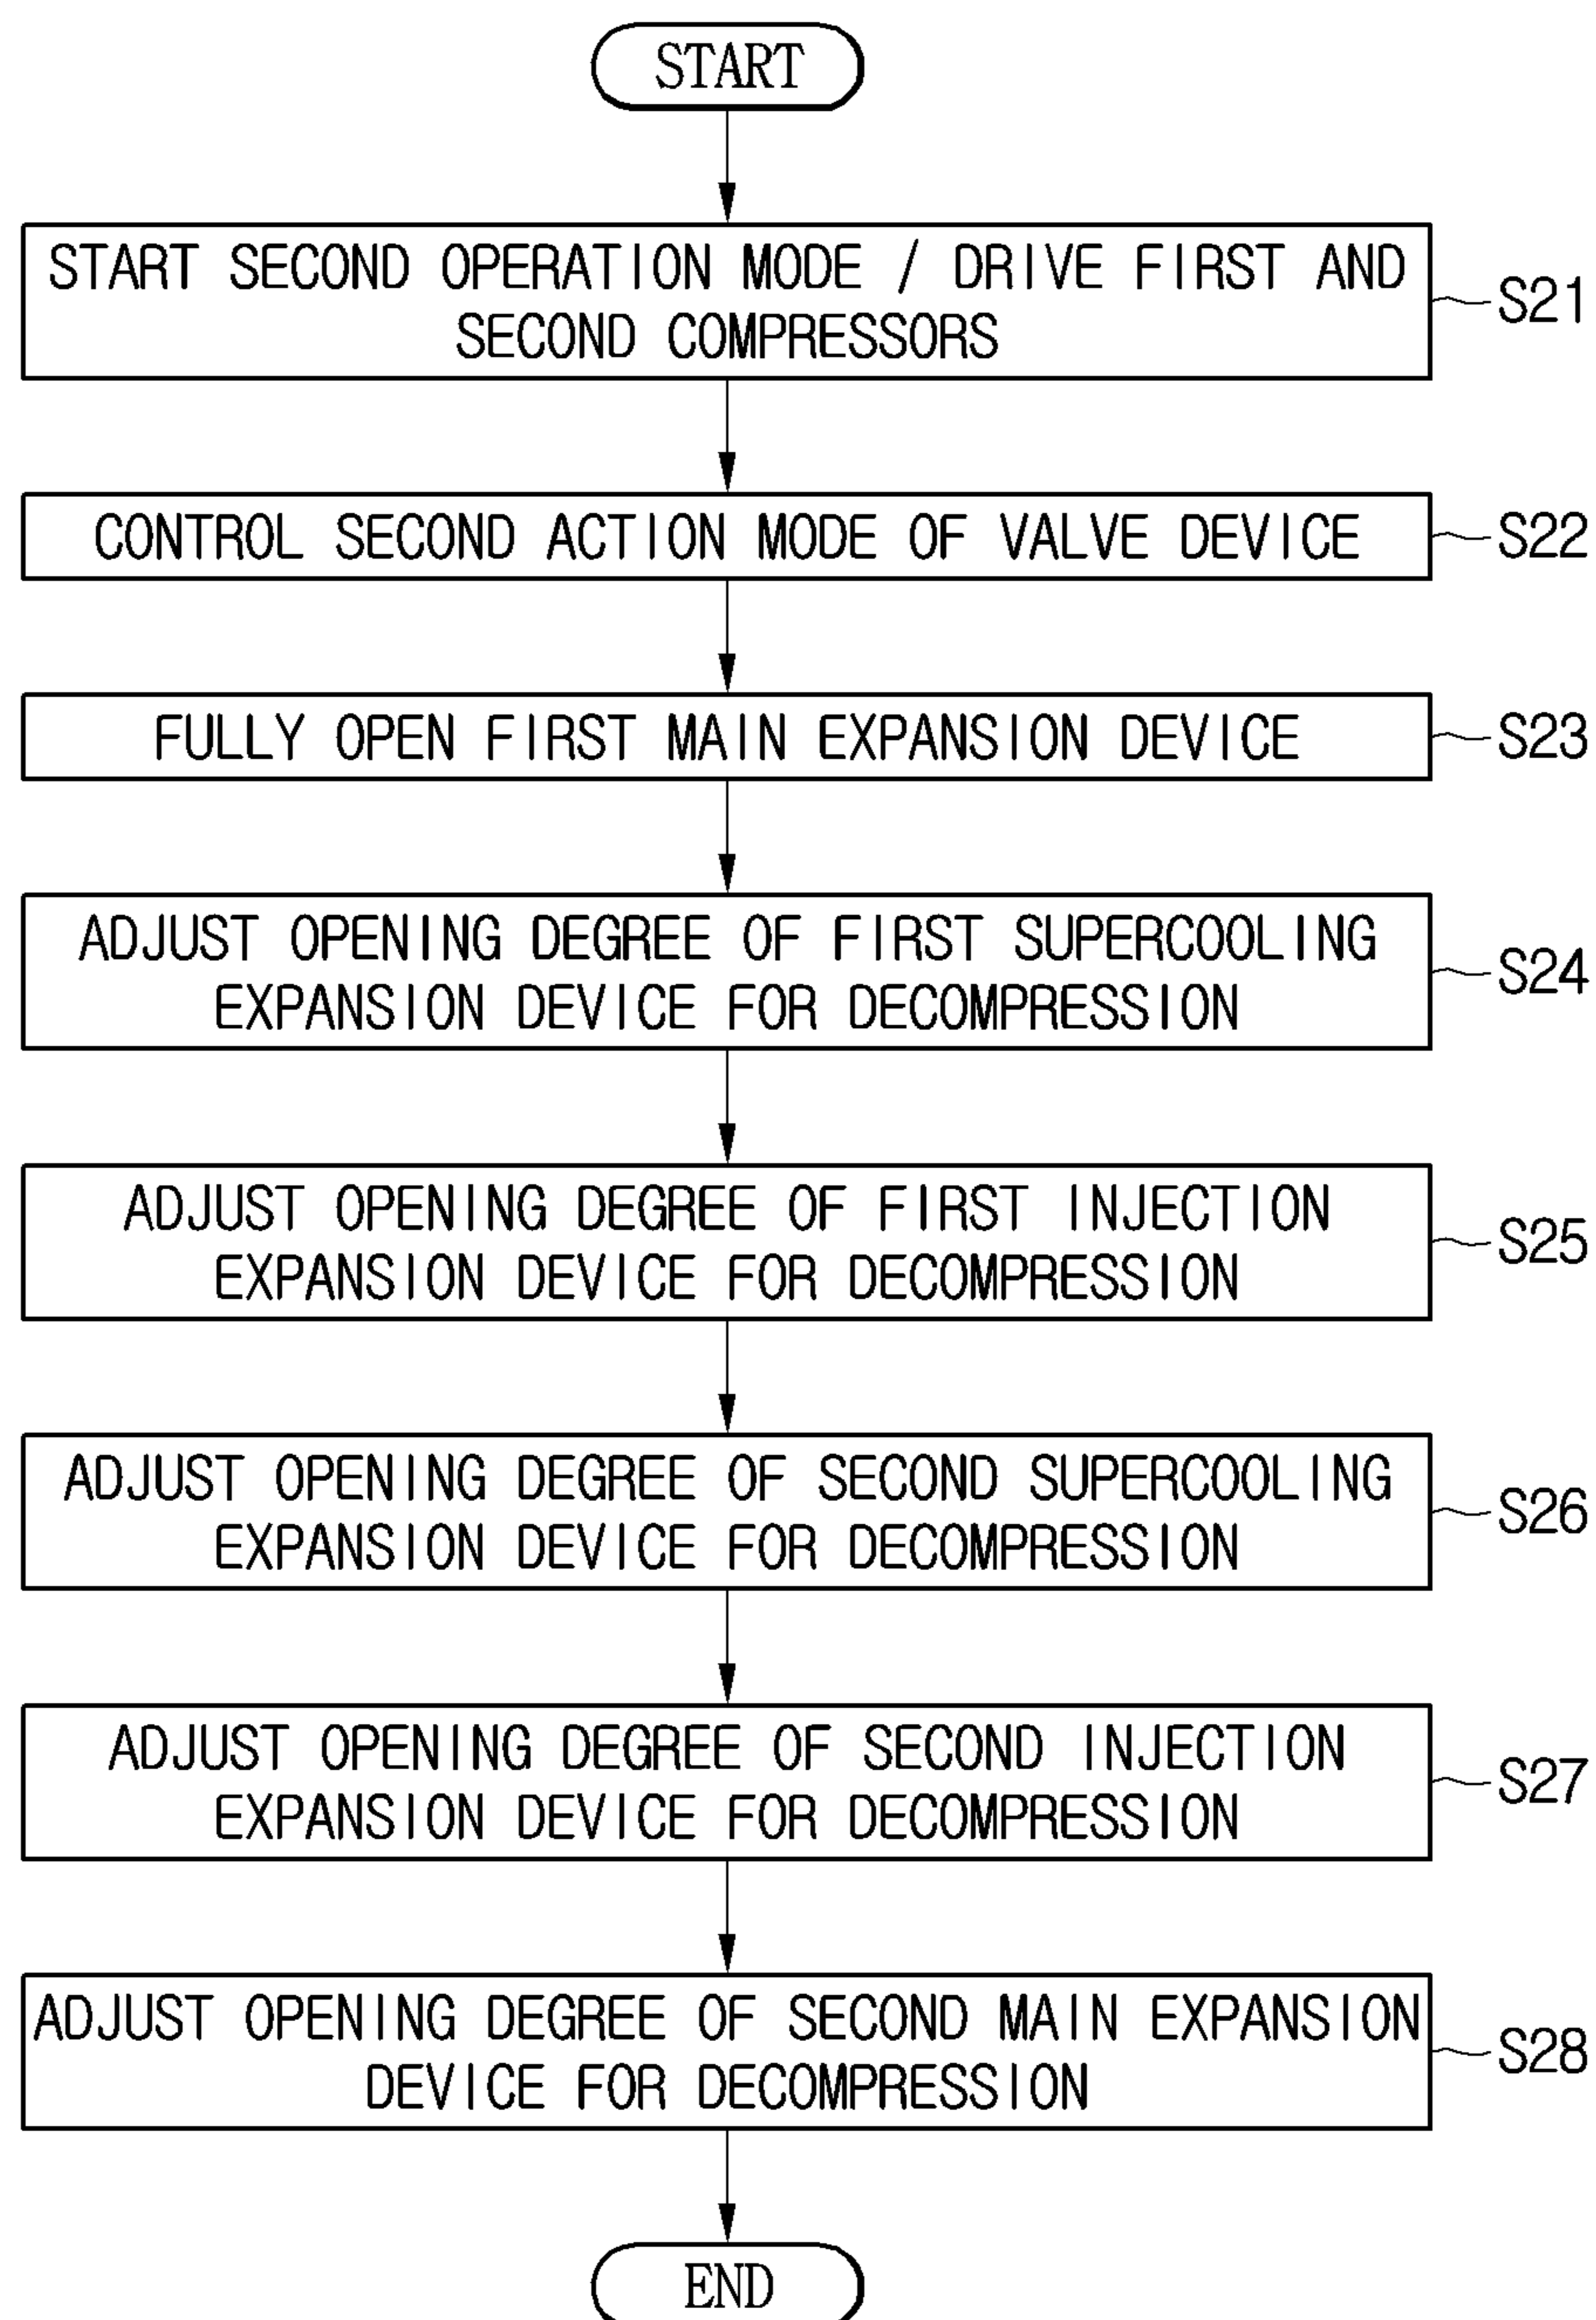 START
START SECOND OPERATION MODE / DRIVE FIRST AND
SECOND COMPRESSORS
S21
CONTROL SECOND ACTION MODE OF VALVE DEVICE
S22
FULLY OPEN FIRST MAIN EXPANSION DEVICE
S23
ADJUST OPENING DEGREE OF FIRST SUPERCOOLING
EXPANSION DEVICE FOR DECOMPRESSION
S24
ADJUST OPENING DEGREE OF FIRST INJECTION
EXPANSION DEVICE FOR DECOMPRESSION
S25
ADJUST OPENING DEGREE OF SECOND SUPERCOOLING
EXPANSION DEVICE FOR DECOMPRESSION
S26
ADJUST OPENING DEGREE OF SECOND INJECTION
EXPANSION DEVICE FOR DECOMPRESSION
S27
ADJUST OPENING DEGREE OF SECOND MAIN EXPANSION
DEVICE FOR DECOMPRESSION
S28
END